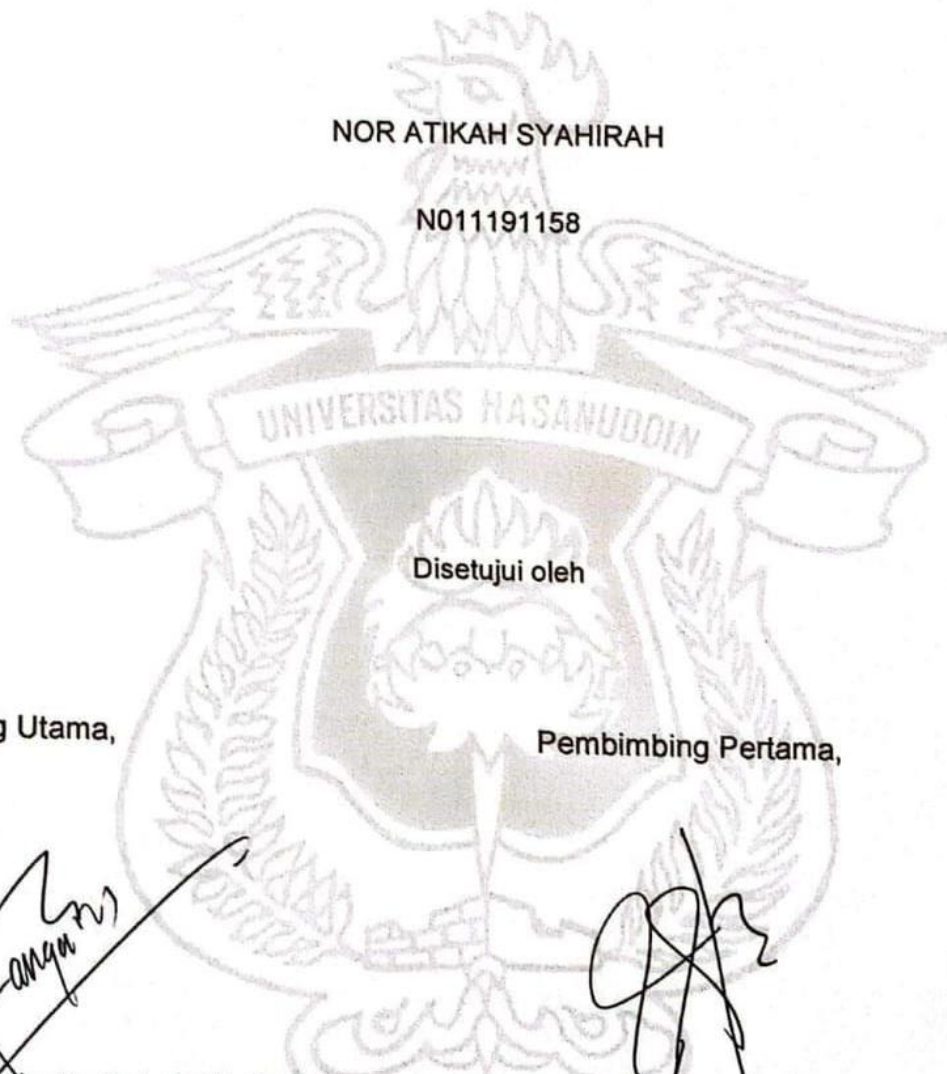 NOR ATIKAH SYAHIRAH
N011191158
UNIVERSITAS HASANUDDIN
Disetujui oleh
g Utama,
Pembimbing Pertama,